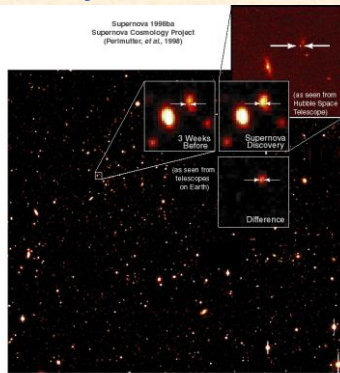 Supernova 1998ba
Supernova Cosmology Project
(Perlmutter, et al., 1998)
(as seen from
Hubble Space
Telescope)
3 Weeks
Before
Supernova
Discovery
(as seen from
telescopes
on Earth)
Difference